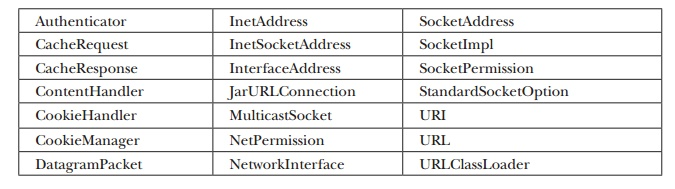 Authenticator InetAddress SocketAddress
CacheRequest InetSocketAddress SocketImpl
CacheResponse InterfaceAddress SocketPermission
ContentHandler JarURLConnection StandardSocketOption
CookieHandler MulticastSocket URI
CookieManager NetPermission URL
DatagramPacket NetworkInterface URLClassLoader